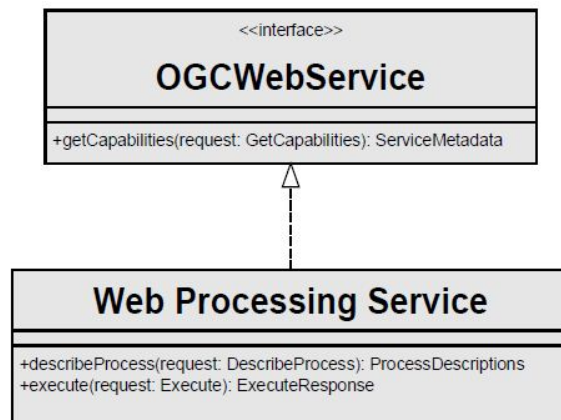 <<interface>>
OGCWebService
+getCapabilities(request: GetCapabilities): ServiceMetadata
Web Processing Service
+describeProcess(request: DescribeProcess): ProcessDescriptions
+execute(request: Execute): ExecuteResponse